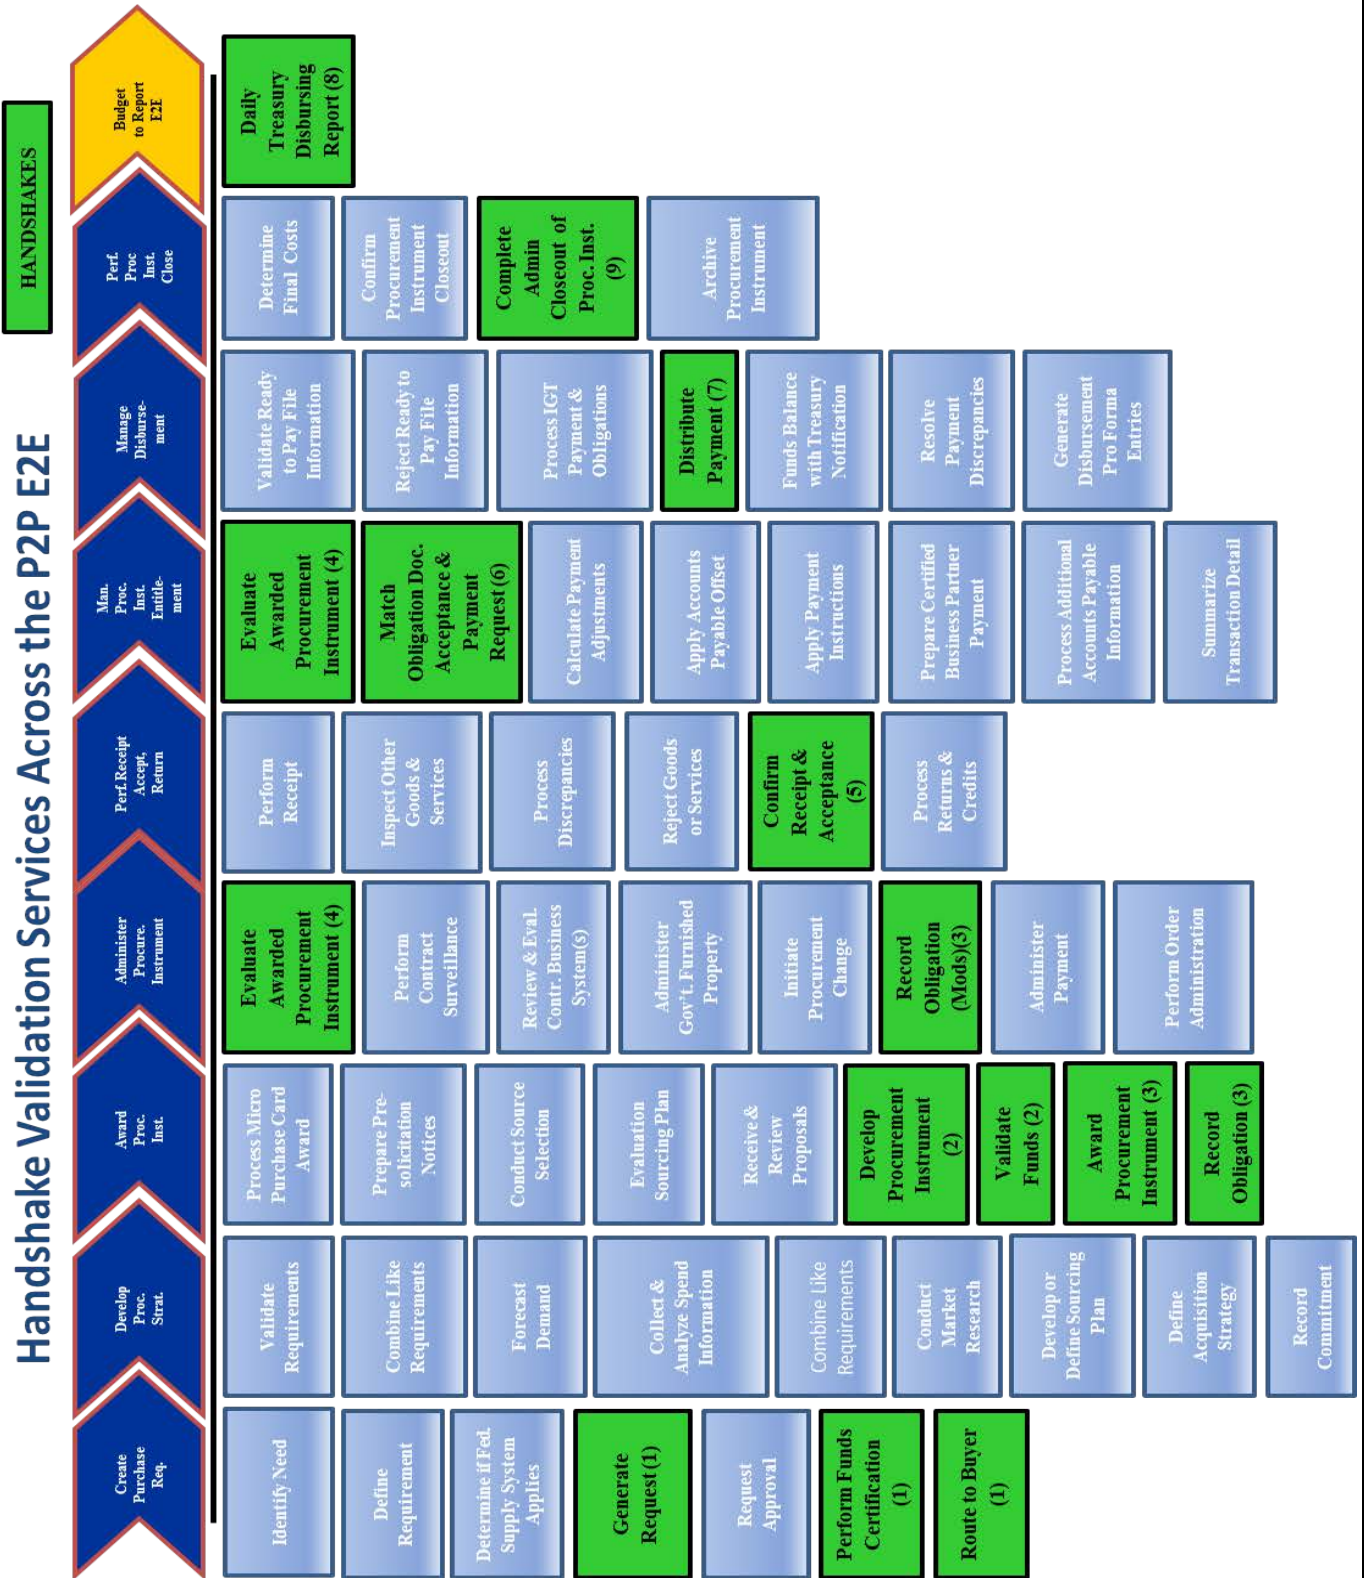 Handshake Validation Services Across the P2P E2E
HANDSHAKES
Create
Purchase
Req.
Develop
Proc.
Strat.
Award
Proc.
Inst.
Administer
Procure.
Instrument
Perf.Receipt
Accept,
Return
Man.
Proc.
Inst.
Entitle-
ment
Manage
Disburse-
ment
Perf.
Proc
Inst.
Close
Budget
to Report
E2E
Identify Need
Define
Requirement
Determine if Fed.
Supply System
Applies
Generate
Request (1)
Request
Approval
Perform Funds
Certification
(1)
Route to Buyer
(1)
Validate
Requirements
Combine Like
Requirements
Forecast
Demand
Collect &
Analyze Spend
Information
Combine Like
Requirements
Conduct
Market
Research
Develop or
Define Sourcing
Plan
Define
Acquisition
Strategy
Record
Commitment
Process Micro
Purchase Card
Award
Prepare Pre-
solicitation
Notices
Conduct Source
Selection
Evaluation
Sourcing Plan
Receive &
Review
Proposals
Develop
Procurement
Instrument
(2)
Validate
Funds (2)
Award
Procurement
Instrument (3)
Record
Obligation (3)
Evaluate
Awarded
Procurement
Instrument (4)
Perform
Contract
Surveillance
Review & Eval.
Contr. Business
System(s)
Administer
Gov't. Furnished
Property
Initiate
Procurement
Change
Record
Obligation
(Mods)(3)
Administer
Payment
Perform Order
Administration
Perform
Receipt
Inspect Other
Goods &
Services
Process
Discrepancies
Reject Goods
or Services
Confirm
Receipt &
Acceptance
(5)
Process
Returns &
Credits
Evaluate
Awarded
Procurement
Instrument (4)
Match
Obligation Doc.
Acceptance &
Payment
Request (6)
Calculate Payment
Adjustments
Apply Accounts
Payable Offset
Apply Payment
Instructions
Prepare Certified
Business Partner
Payment
Process Additional
Accounts Payable
Information
Summarize
Transaction Detail
Validate Ready
to Pay File
Information
Reject Ready to
Pay File
Information
Process IGT
Payment &
Obligations
Distribute
Payment (7)
Funds Balance
with Treasury
Notification
Resolve
Payment
Discrepancies
Generate
Disbursement
Pro Forma
Entries
Determine
Final Costs
Confirm
Procurement
Instrument
Closeout
Complete
Admin
Closeout of
Proc. Inst.
(9)
Archive
Procurement
Instrument
Daily
Treasury
Disbursing
Report (8)